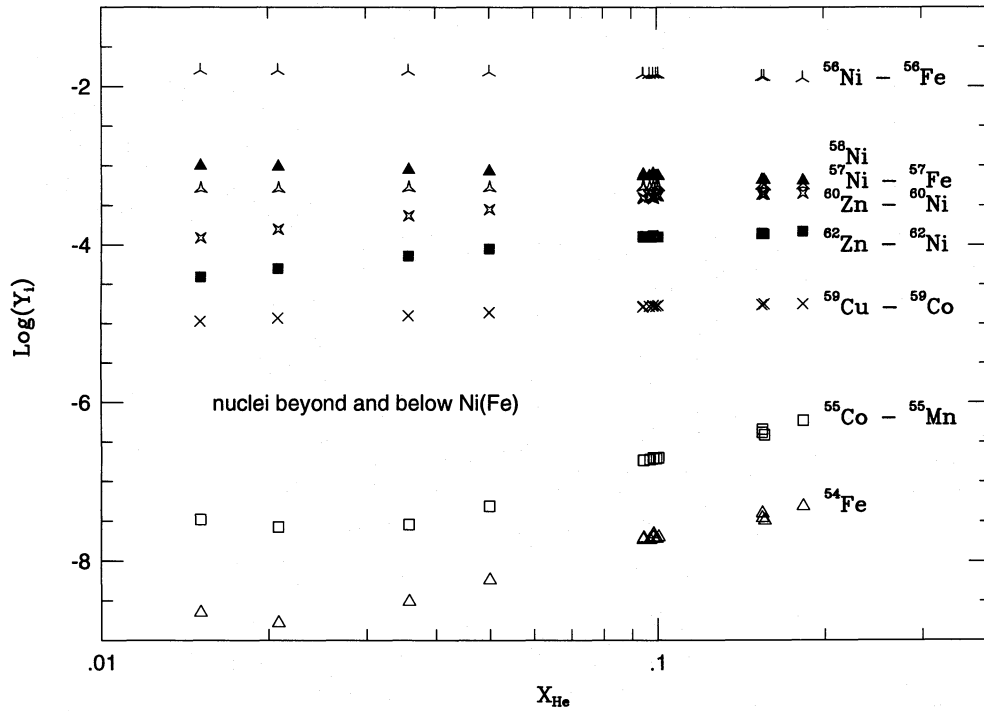 -2
-4
-6
-8
Log(Yᵢ)
⁵⁶Ni – ⁵⁶Fe
⁵⁸Ni
⁵⁷Ni – ⁵⁷Fe
⁶⁰Zn – ⁶⁰Ni
⁶²Zn – ⁶²Ni
⁵⁹Cu – ⁵⁹Co
nuclei beyond and below Ni(Fe)
⁵⁵Co – ⁵⁵Mn
⁵⁴Fe
.01
.1
X_He